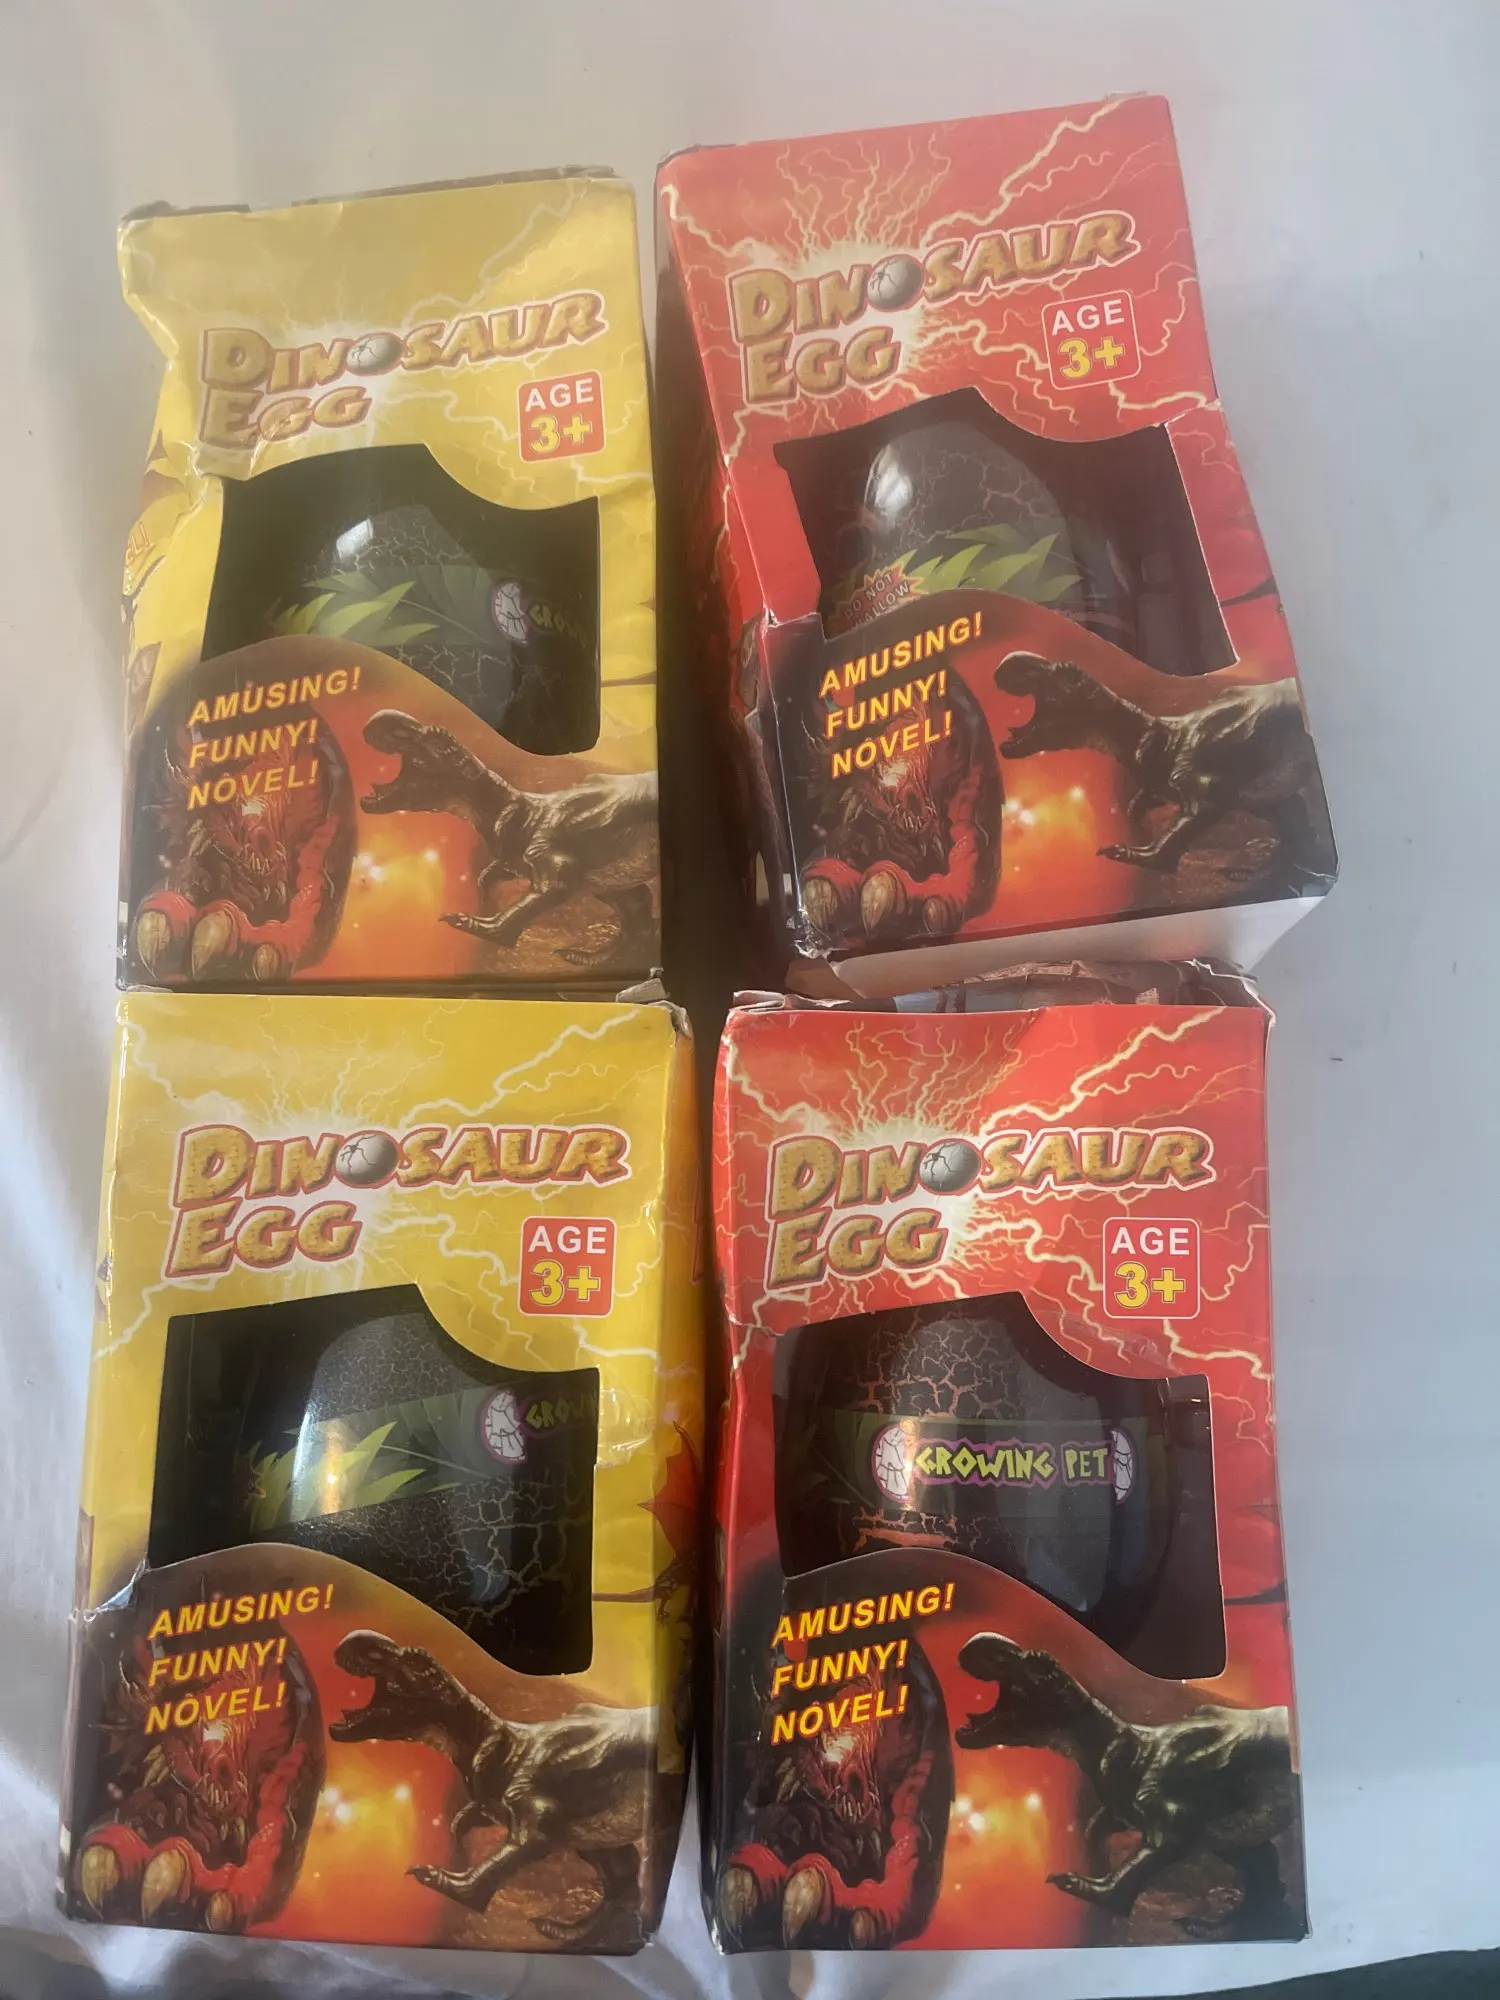 DINOSAUR
EGG
AGE
3+
AMUSING!
FUNNY!
NOVEL!
DINOSAUR
EGG
AGE
3+
DO NOT
AMUSING!
FUNNY!
NOVEL!
DINOSAUR
EGG
AGE
3+
AMUSING!
FUNNY!
NOVEL!
DINOSAUR
EGG
AGE
3+
GROWING PET
AMUSING!
FUNNY!
NOVEL!